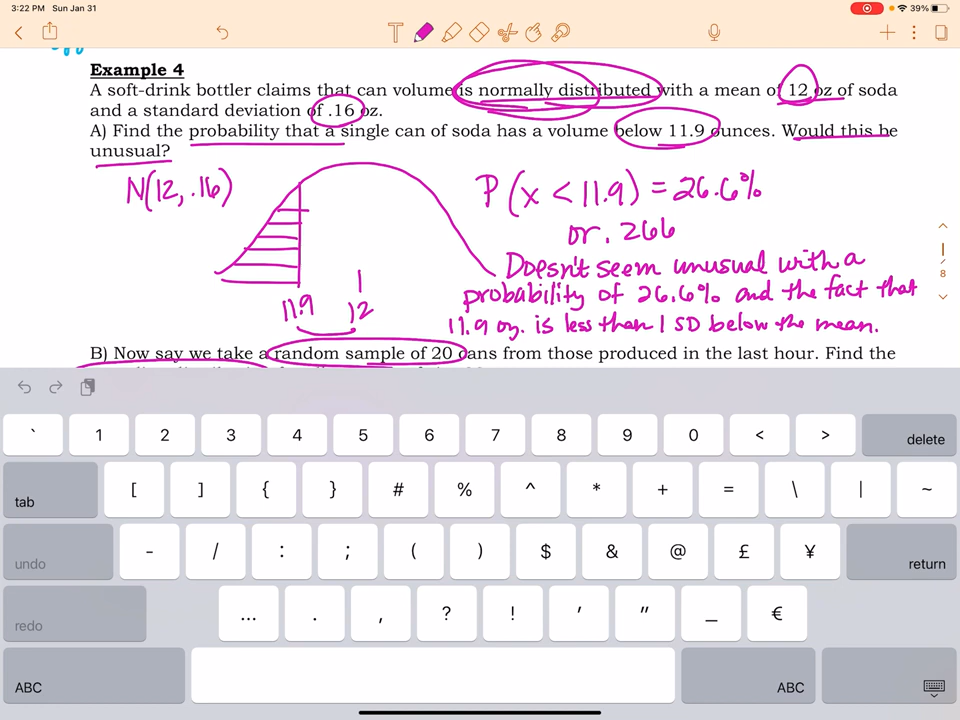 3:22 PM Sun Jan 31
39%
Example 4
A soft-drink bottler claims that can volume is normally distributed with a mean of 12 oz of soda
and a standard deviation of .16 oz.
A) Find the probability that a single can of soda has a volume below 11.9 ounces. Would this be
unusual?
N(12, .16)
P(x < 11.9) = 26.6%
or .266
Doesn't seem unusual with a
probability of 26.6% and the fact that
11.9 oz. is less than 1 SD below the mean.
11.9 12
1
/
8
B) Now say we take a random sample of 20 cans from those produced in the last hour. Find the
` 1 2 3 4 5 6 7 8 9 0 < > delete
tab [ ] { } # % ^ * + = \ | ~
undo - / : ; ( ) $ & @ £ ¥ return
redo ... . , ? ! ' " _ €
ABC ABC